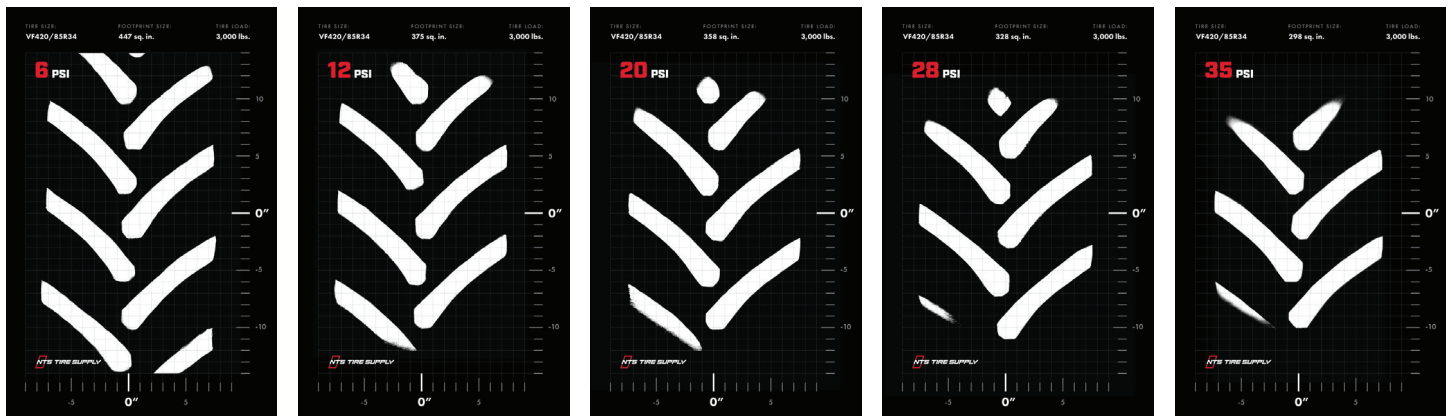 TIRE SIZE: FOOTPRINT SIZE: TIRE LOAD:
VF420/85R34 447 sq. in. 3,000 lbs.
6 PSI
10
5
0"
-5
-10
NTS TIRE SUPPLY
-5 0" 5
TIRE SIZE: FOOTPRINT SIZE: TIRE LOAD:
VF420/85R34 375 sq. in. 3,000 lbs.
12 PSI
10
5
0"
-5
-10
NTS TIRE SUPPLY
-5 0" 5
TIRE SIZE: FOOTPRINT SIZE: TIRE LOAD:
VF420/85R34 358 sq. in. 3,000 lbs.
20 PSI
10
5
0"
-5
-10
NTS TIRE SUPPLY
-5 0" 5
TIRE SIZE: FOOTPRINT SIZE: TIRE LOAD:
VF420/85R34 328 sq. in. 3,000 lbs.
28 PSI
10
5
0"
-5
-10
NTS TIRE SUPPLY
-5 0" 5
TIRE SIZE: FOOTPRINT SIZE: TIRE LOAD:
VF420/85R34 298 sq. in. 3,000 lbs.
35 PSI
10
5
0"
-5
-10
NTS TIRE SUPPLY
-5 0" 5